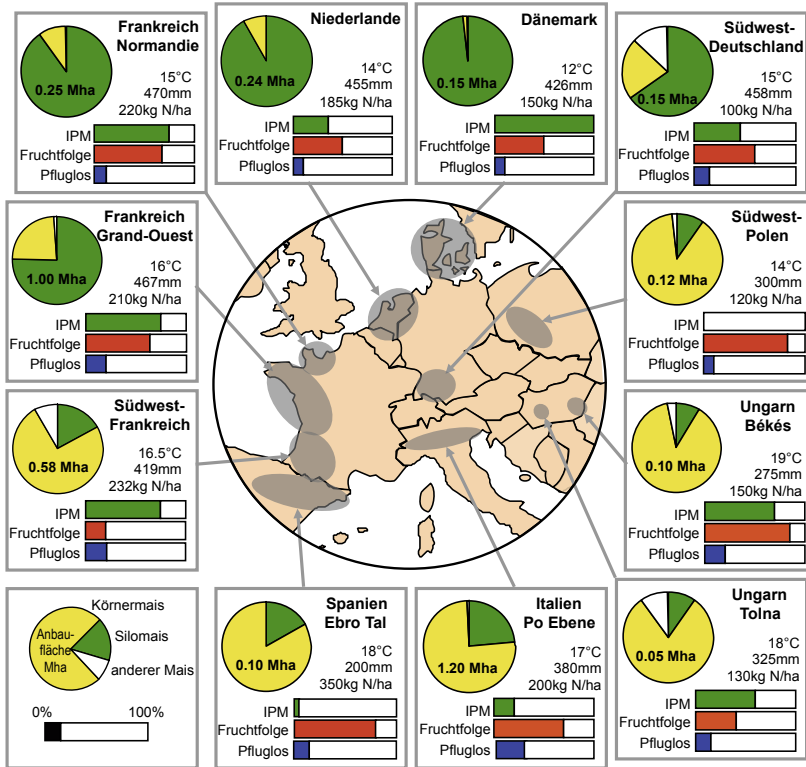 Frankreich
Normandie
0.25 Mha
15°C
470mm
220kg N/ha
IPM
Fruchtfolge
Pfluglos
Niederlande
0.24 Mha
14°C
455mm
185kg N/ha
IPM
Fruchtfolge
Pfluglos
Dänemark
0.15 Mha
12°C
426mm
150kg N/ha
IPM
Fruchtfolge
Pfluglos
Südwest-
Deutschland
0.15 Mha
15°C
458mm
100kg N/ha
IPM
Fruchtfolge
Pfluglos
Frankreich
Grand-Ouest
1.00 Mha
16°C
467mm
210kg N/ha
IPM
Fruchtfolge
Pfluglos
Südwest-
Polen
0.12 Mha
14°C
300mm
120kg N/ha
IPM
Fruchtfolge
Pfluglos
Südwest-
Frankreich
0.58 Mha
16.5°C
419mm
232kg N/ha
IPM
Fruchtfolge
Pfluglos
Ungarn
Békés
0.10 Mha
19°C
275mm
150kg N/ha
IPM
Fruchtfolge
Pfluglos
Körnermais
Anbau-
fläche
Mha
Silomais
anderer Mais
0%
100%
Spanien
Ebro Tal
0.10 Mha
18°C
200mm
350kg N/ha
IPM
Fruchtfolge
Pfluglos
Italien
Po Ebene
1.20 Mha
17°C
380mm
200kg N/ha
IPM
Fruchtfolge
Pfluglos
Ungarn
Tolna
0.05 Mha
18°C
325mm
130kg N/ha
IPM
Fruchtfolge
Pfluglos